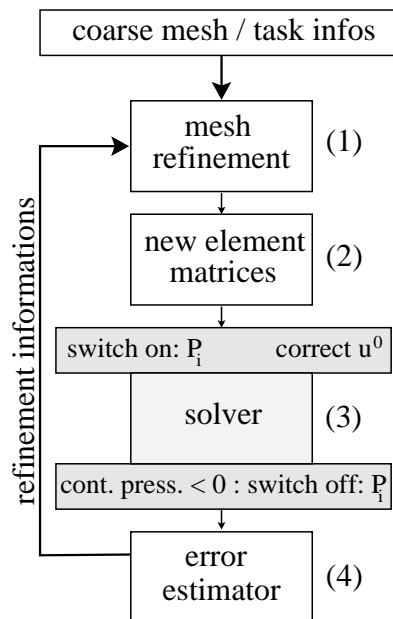 coarse mesh / task infos
mesh
refinement
(1)
new element
matrices
(2)
switch on: P_i correct u^0
solver
(3)
cont. press. < 0 : switch off: P_i
error
estimator
(4)
refinement informations